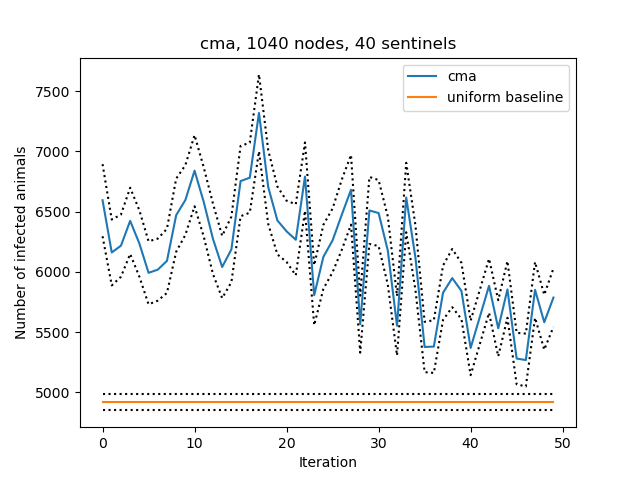 cma, 1040 nodes, 40 sentinels
cma
uniform baseline
7500
7000
6500
6000
5500
5000
Number of infected animals
0 10 20 30 40 50
Iteration